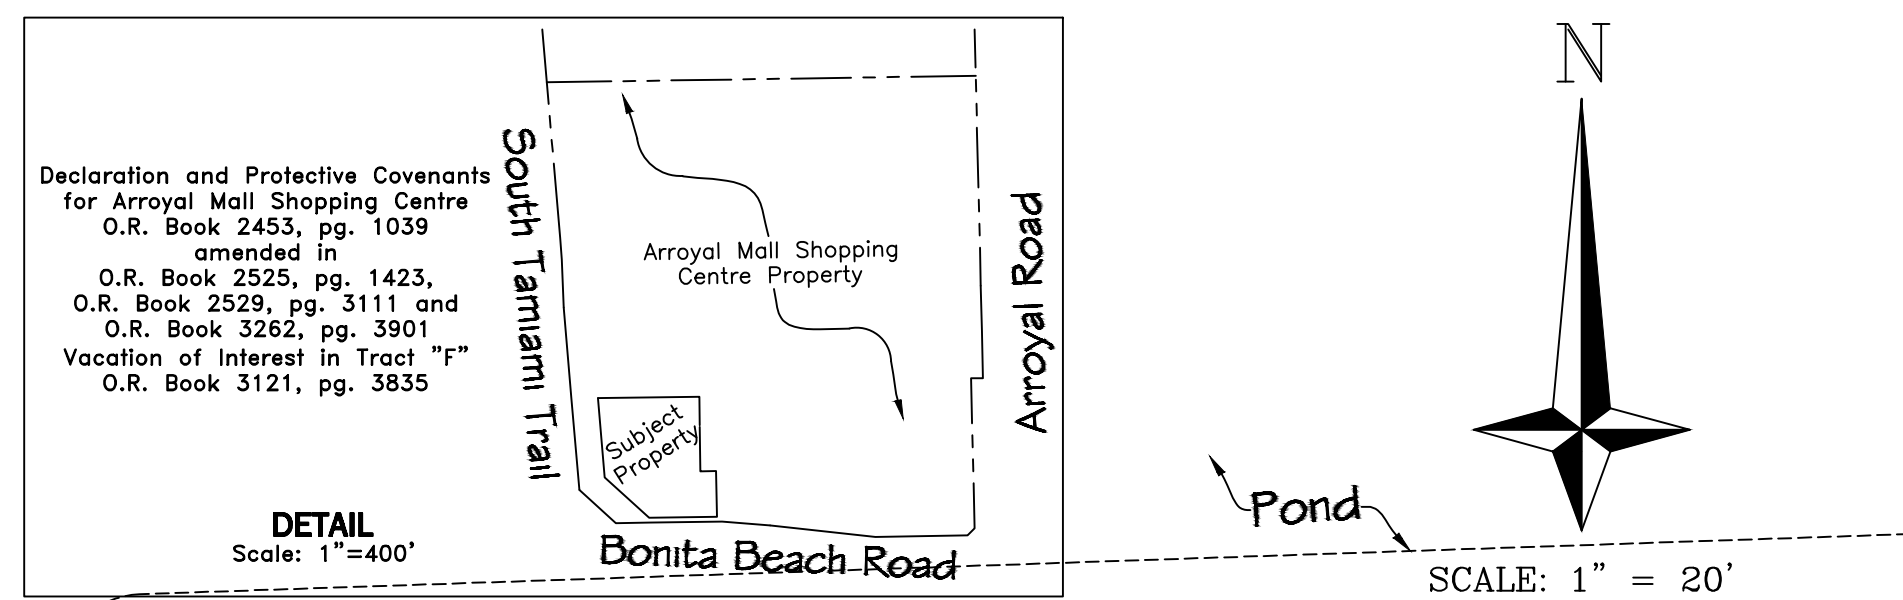 Declaration and Protective Covenants
for Arroyal Mall Shopping Centre
O.R. Book 2453, pg. 1039
amended in
O.R. Book 2525, pg. 1423,
O.R. Book 2529, pg. 3111 and
O.R. Book 3262, pg. 3901
Vacation of Interest in Tract "F"
O.R. Book 3121, pg. 3835
DETAIL
Scale: 1"=400'
South Tamiami Trail
Arroyal Mall Shopping
Centre Property
Subject
Property
Arroyal Road
Bonita Beach Road
Pond
N
SCALE: 1" = 20'